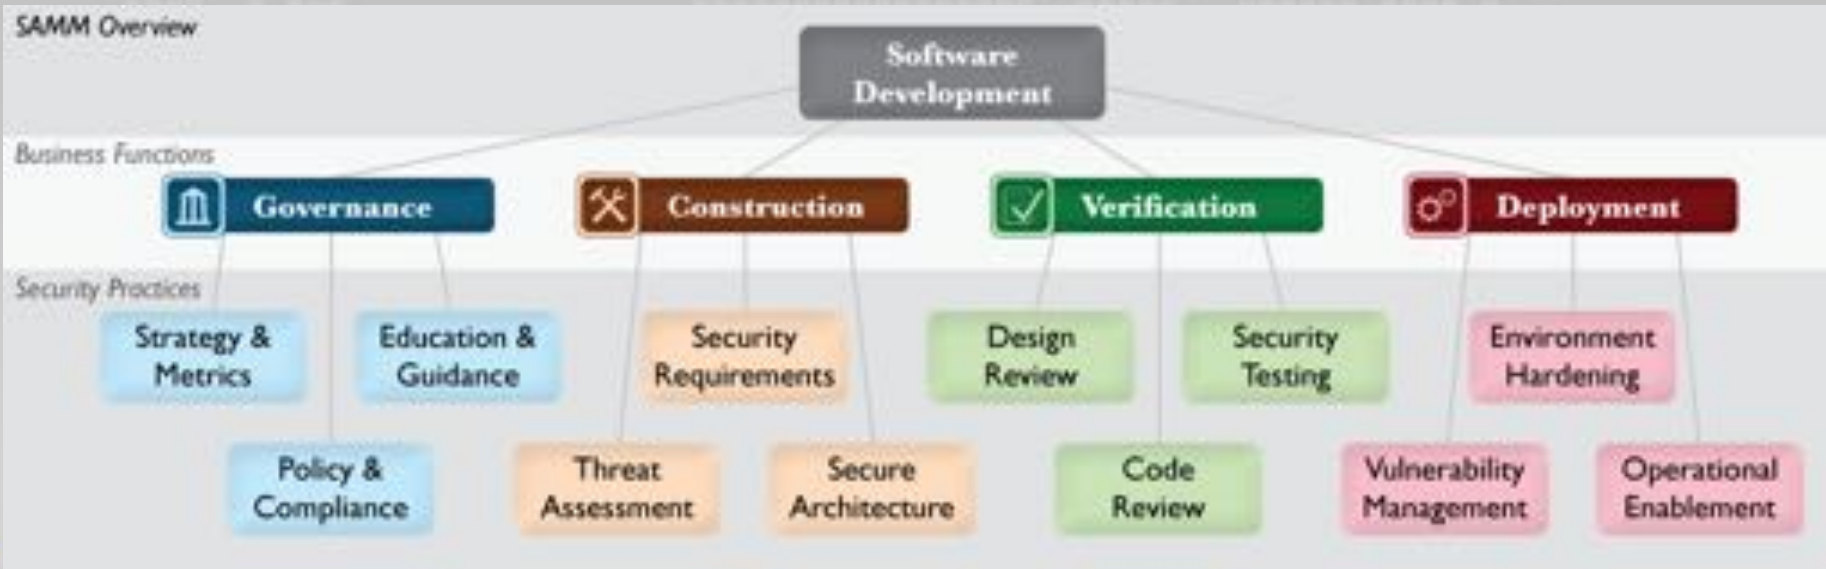 SAMM Overview
Software
Development
Business Functions
Governance
Construction
Verification
Deployment
Security Practices
Strategy &
Metrics
Education &
Guidance
Security
Requirements
Design
Review
Security
Testing
Environment
Hardening
Policy &
Compliance
Threat
Assessment
Secure
Architecture
Code
Review
Vulnerability
Management
Operational
Enablement